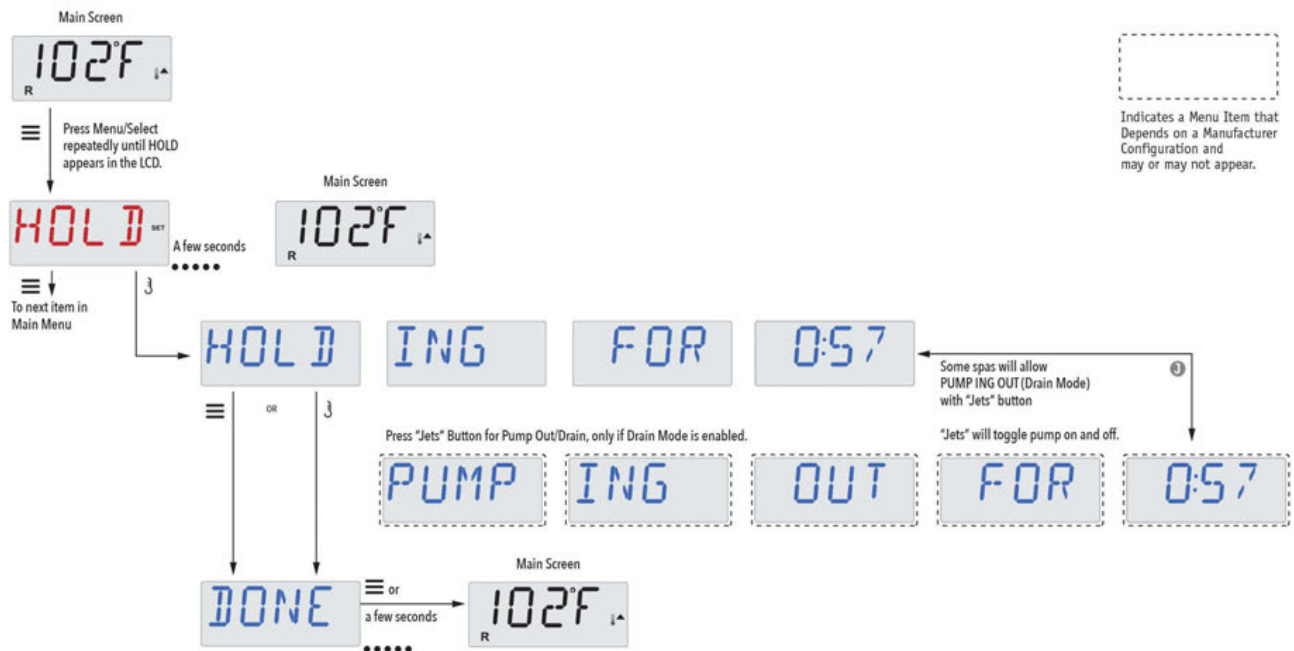 Main Screen
102°F
R
Indicates a Menu Item that
Depends on a Manufacturer
Configuration and
may or may not appear.
Press Menu/Select
repeatedly until HOLD
appears in the LCD.
HOLD SET
A few seconds
Main Screen
102°F
R
To next item in
Main Menu
HOLD ING FOR 0:57
Some spas will allow
PUMP ING OUT (Drain Mode)
with "Jets" button
J
OR
Press "Jets" Button for Pump Out/Drain, only if Drain Mode is enabled.
"Jets" will toggle pump on and off.
PUMP ING OUT FOR 0:57
DONE
or
a few seconds
Main Screen
102°F
R